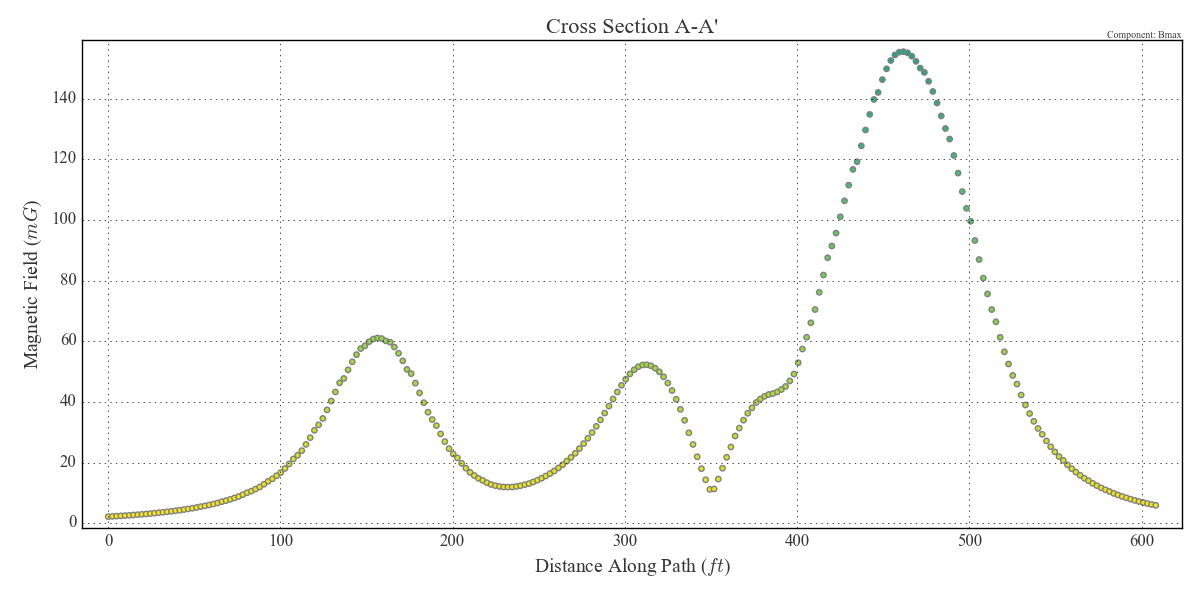 Cross Section A-A'
Component: Bmax
140
120
100
80
60
40
20
0
Magnetic Field (mG)
0 100 200 300 400 500 600
Distance Along Path (ft)